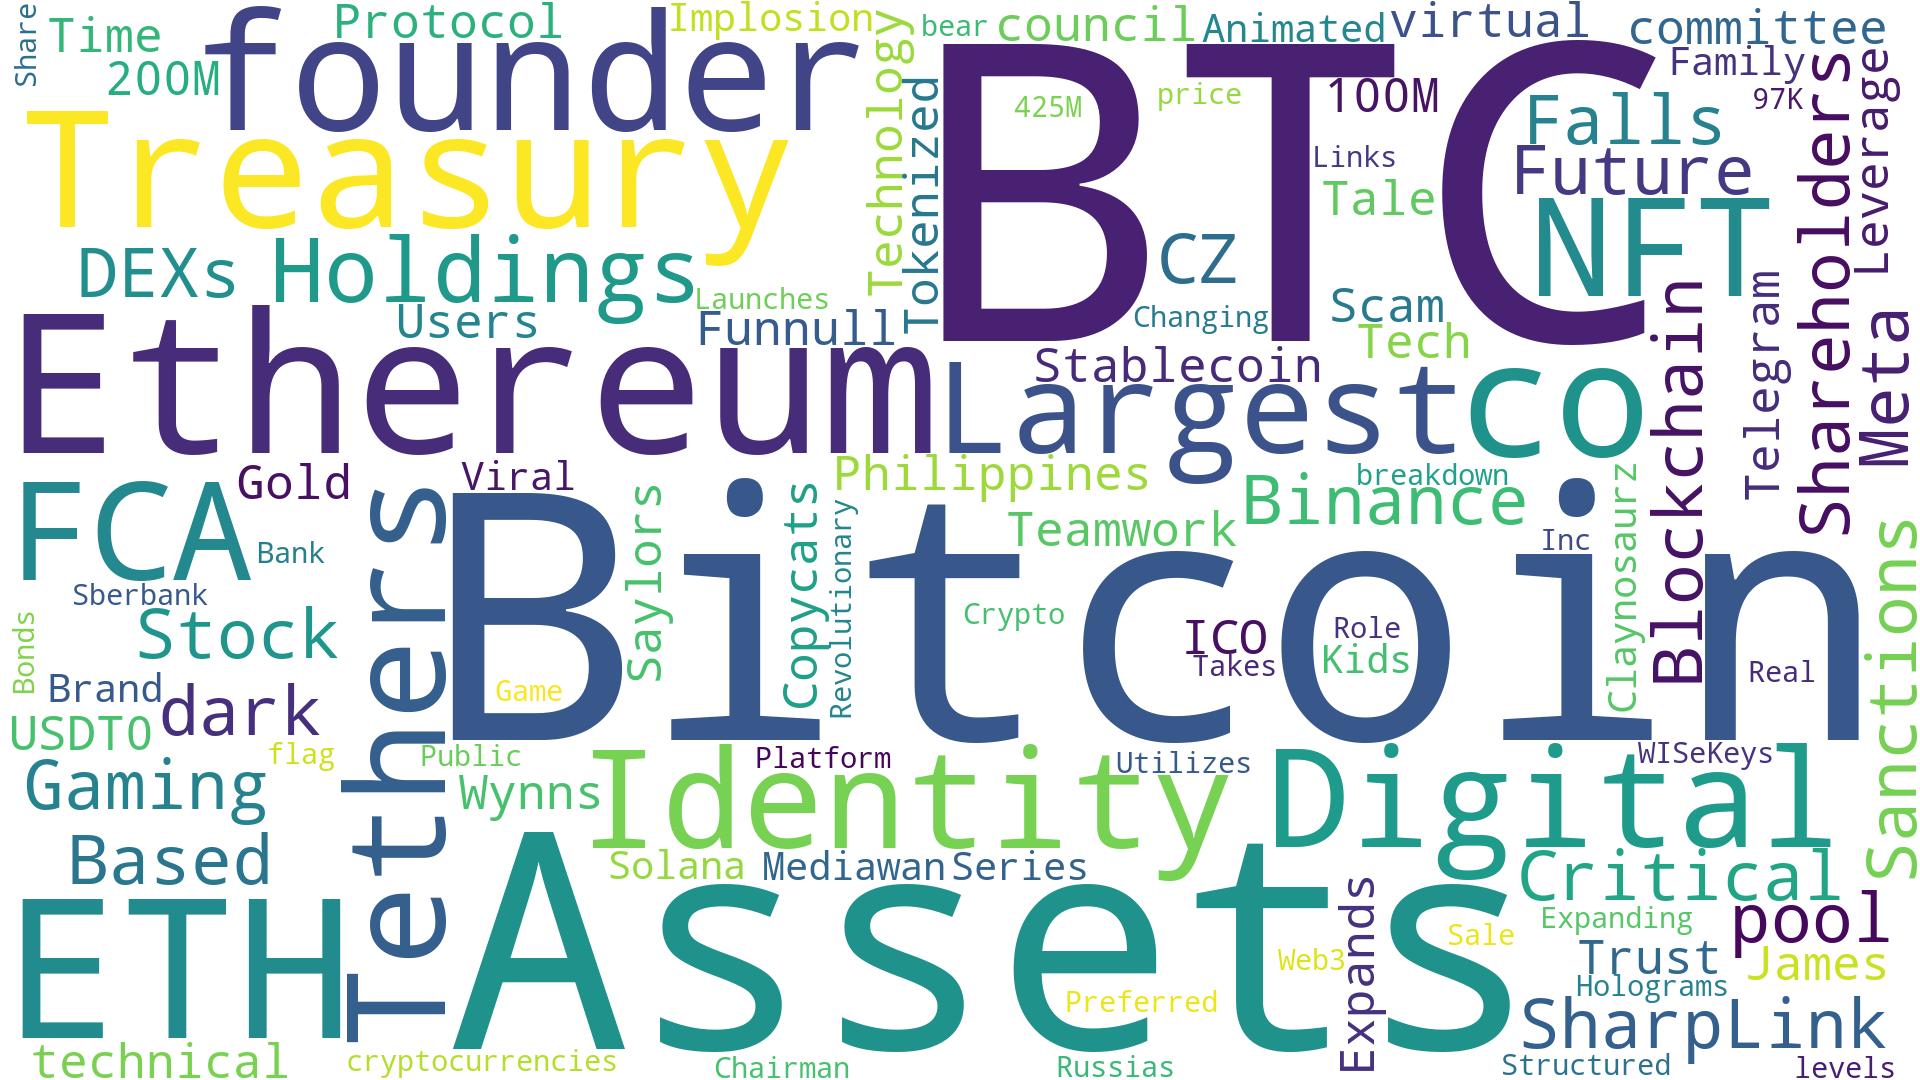 Share
Time
Protocol
Implosion
bear
council
Animated
virtual
committee
200M
founder
Technology
BTC
Family
Leverage
Treasury
Tokenized
425M
price
100M
97K
Falls
Shareholders
Links
Future
Tale
NFT
DEXs
Holdings
Launches
CZ
Users
Funnull
Changing
Scam
Tech
Telegram
Blockchain
Meta
Ethereum
Stablecoin
Largest
co
Gold
Viral
Philippines
breakdown
Binance
FCA
Tethers
Bitcoin
Saylors
Copycats
Revolutionary
Teamwork
Inc
Claynosaurz
Sanctions
Bank
Sberbank
Bonds
Stock
Crypto
ICO
Role
Takes
Kids
Real
Brand
dark
Game
USDT0
flag
Public
Platform
Utilizes
WISeKeys
Gaming
Wynns
Identity
Digital
Based
Solana
Mediawan
Series
Critical
ETH
Assets
Expands
Expanding
pool
Sale
Web3
Trust
James
Holograms
Preferred
SharpLink
technical
cryptocurrencies
Chairman
Russias
Structured
levels